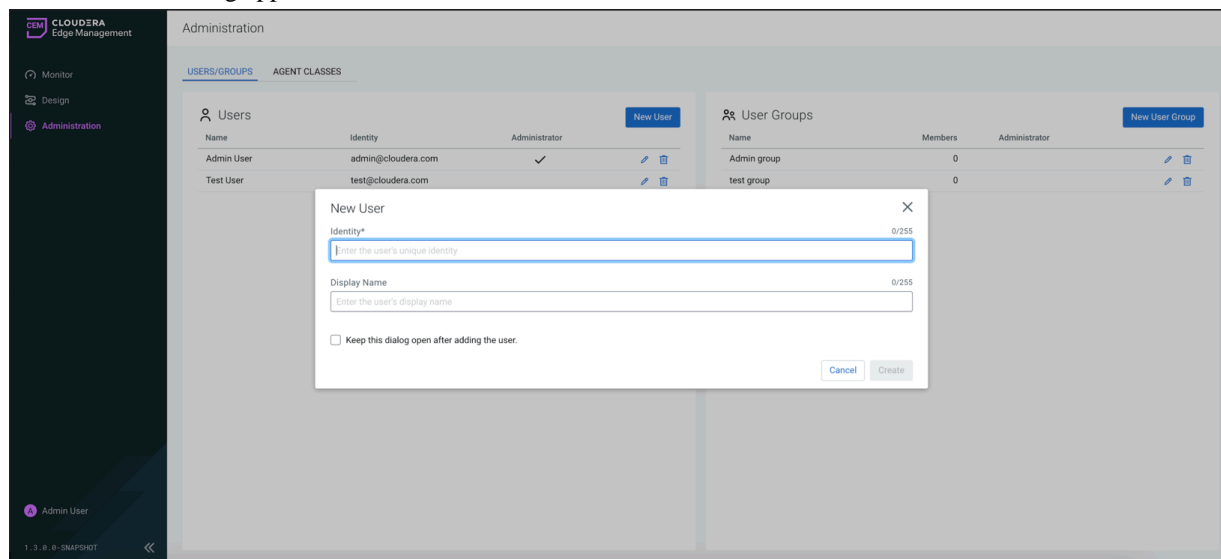 CEM CLOUDERA
Edge Management
Administration
Monitor
Design
Administration
USERS/GROUPS AGENT CLASSES
Users New User
Name Identity Administrator
Admin User admin@cloudera.com
Test User test@cloudera.com
User Groups New User Group
Name Members Administrator
Admin group 0
test group 0
New User
Identity* 0/255
Enter the user's unique identity
Display Name 0/255
Enter the user's display name
Keep this dialog open after adding the user.
Cancel Create
A Admin User
1.3.0.0-SNAPSHOT